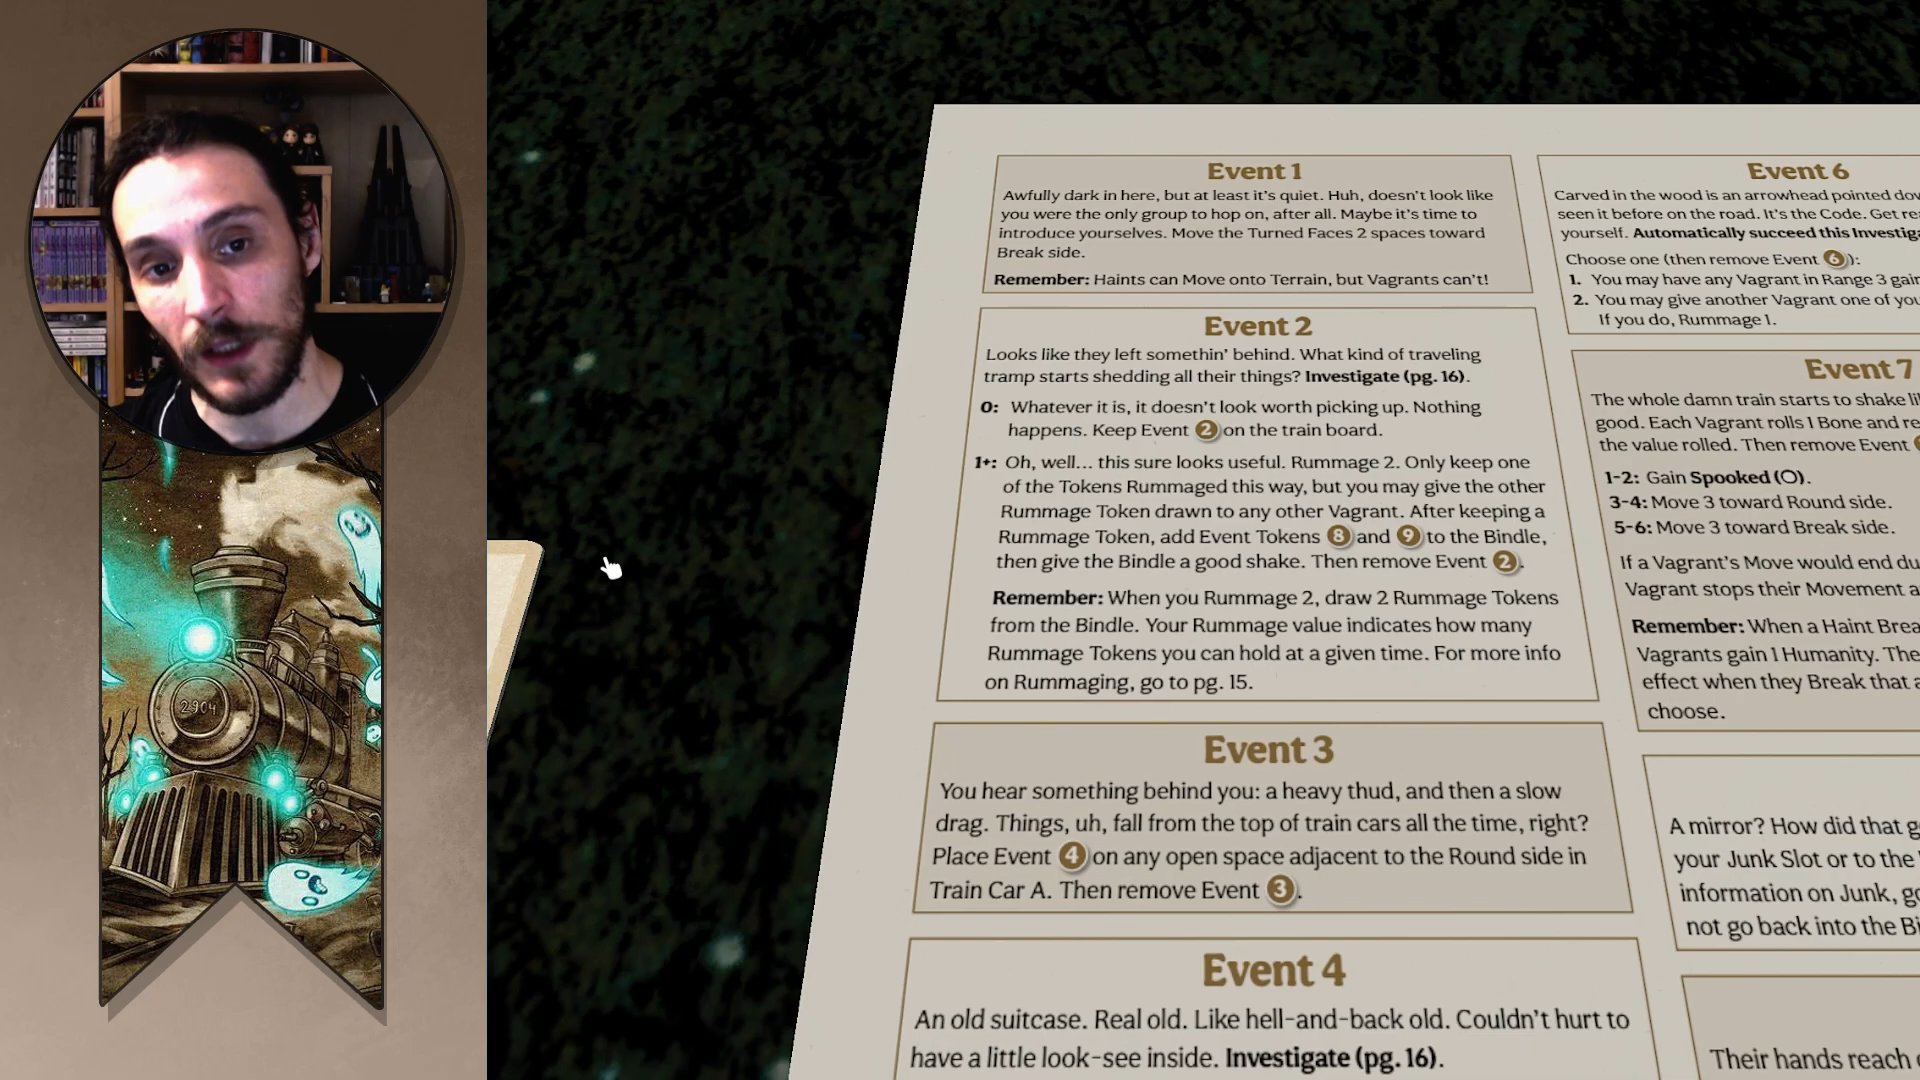 2904
Event 1
Awfully dark in here, but at least it's quiet. Huh, doesn't look like
you were the only group to hop on, after all. Maybe it's time to
introduce yourselves. Move the Turned Faces 2 spaces toward
Break side.
Remember: Haints can Move onto Terrain, but Vagrants can't!
Event 2
Looks like they left somethin' behind. What kind of traveling
tramp starts shedding all their things? Investigate (pg. 16).
0: Whatever it is, it doesn't look worth picking up. Nothing
happens. Keep Event 2 on the train board.
1+: Oh, well... this sure looks useful. Rummage 2. Only keep one
of the Tokens Rummaged this way, but you may give the other
Rummage Token drawn to any other Vagrant. After keeping a
Rummage Token, add Event Tokens 8 and 9 to the Bindle,
then give the Bindle a good shake. Then remove Event 2.
Remember: When you Rummage 2, draw 2 Rummage Tokens
from the Bindle. Your Rummage value indicates how many
Rummage Tokens you can hold at a given time. For more info
on Rummaging, go to pg. 15.
Event 3
You hear something behind you: a heavy thud, and then a slow
drag. Things, uh, fall from the top of train cars all the time, right?
Place Event 4 on any open space adjacent to the Round side in
Train Car A. Then remove Event 3.
Event 4
An old suitcase. Real old. Like hell-and-back old. Couldn't hurt to
have a little look-see inside. Investigate (pg. 16).
Event 6
Carved in the wood is an arrowhead pointed
seen it before on the road. It's the Code. Get
yourself. Automatically succeed this
Choose one (then remove Event 6):
1. You may have any Vagrant in Range 3
2. You may give another Vagrant one of
If you do, Rummage 1.
Event 7
The whole damn train starts to shake
good. Each Vagrant rolls 1 Bone and
the value rolled. Then remove Event
1-2: Gain Spooked (O).
3-4: Move 3 toward Round side.
5-6: Move 3 toward Break side.
If a Vagrant's Move would end
Vagrant stops their Movement
Remember: When a Haint
Vagrants gain 1 Humanity.
effect when they Break that
choose.
A mirror? How did that
your Junk Slot or to the
information on Junk,
not go back into the
Their hands reach